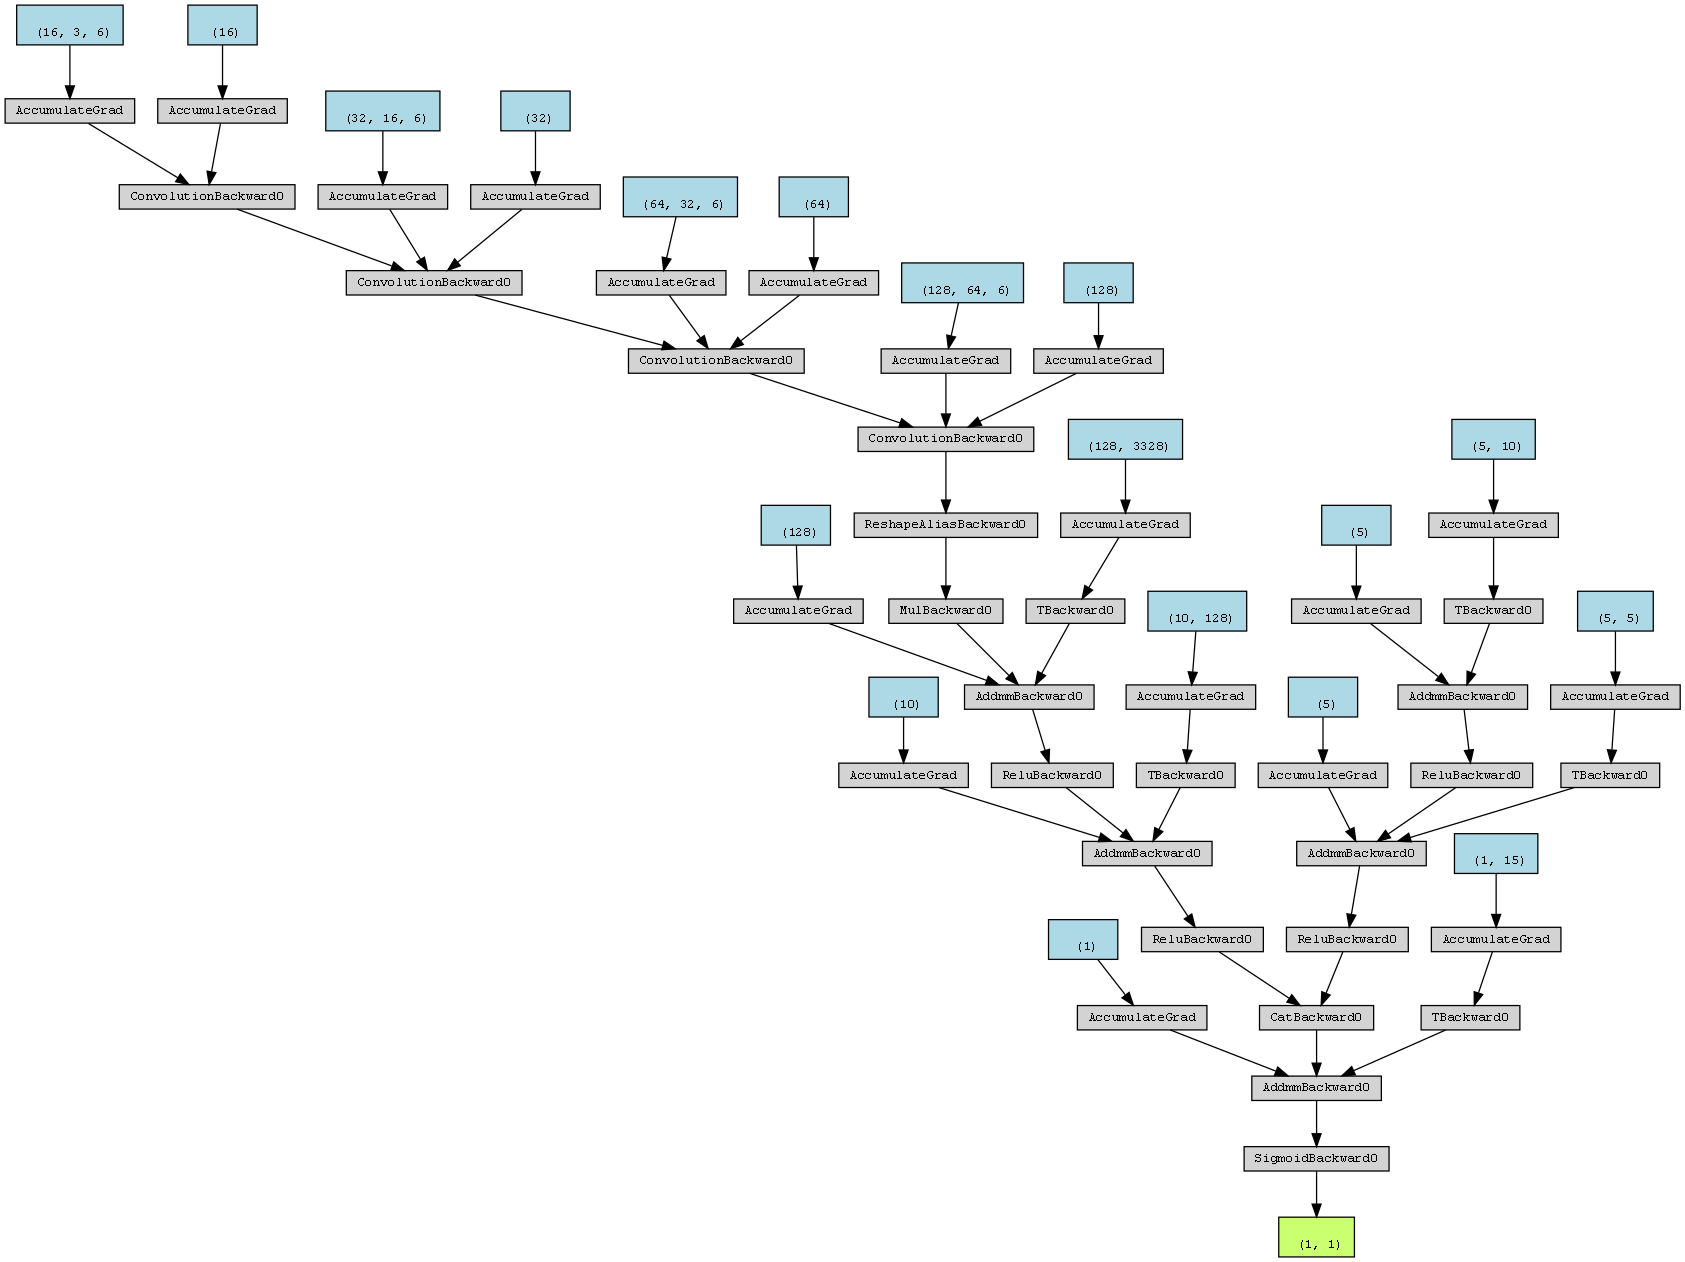 (16, 3, 6)
(16)
AccumulateGrad
AccumulateGrad
(32, 16, 6)
(32)
ConvolutionBackward0
AccumulateGrad
AccumulateGrad
(64, 32, 6)
(64)
ConvolutionBackward0
AccumulateGrad
AccumulateGrad
(128, 64, 6)
(128)
ConvolutionBackward0
AccumulateGrad
AccumulateGrad
ConvolutionBackward0
(128, 3328)
(5, 10)
(128)
ReshapeAliasBackward0
AccumulateGrad
(5)
AccumulateGrad
AccumulateGrad
MulBackward0
TBackward0
(10, 128)
AccumulateGrad
TBackward0
(5, 5)
(10)
AddmmBackward0
AccumulateGrad
(5)
AddmmBackward0
AccumulateGrad
AccumulateGrad
ReluBackward0
TBackward0
AccumulateGrad
ReluBackward0
TBackward0
AddmmBackward0
AddmmBackward0
(1, 15)
(1)
ReluBackward0
ReluBackward0
AccumulateGrad
AccumulateGrad
CatBackward0
TBackward0
AddmmBackward0
SigmoidBackward0
(1, 1)